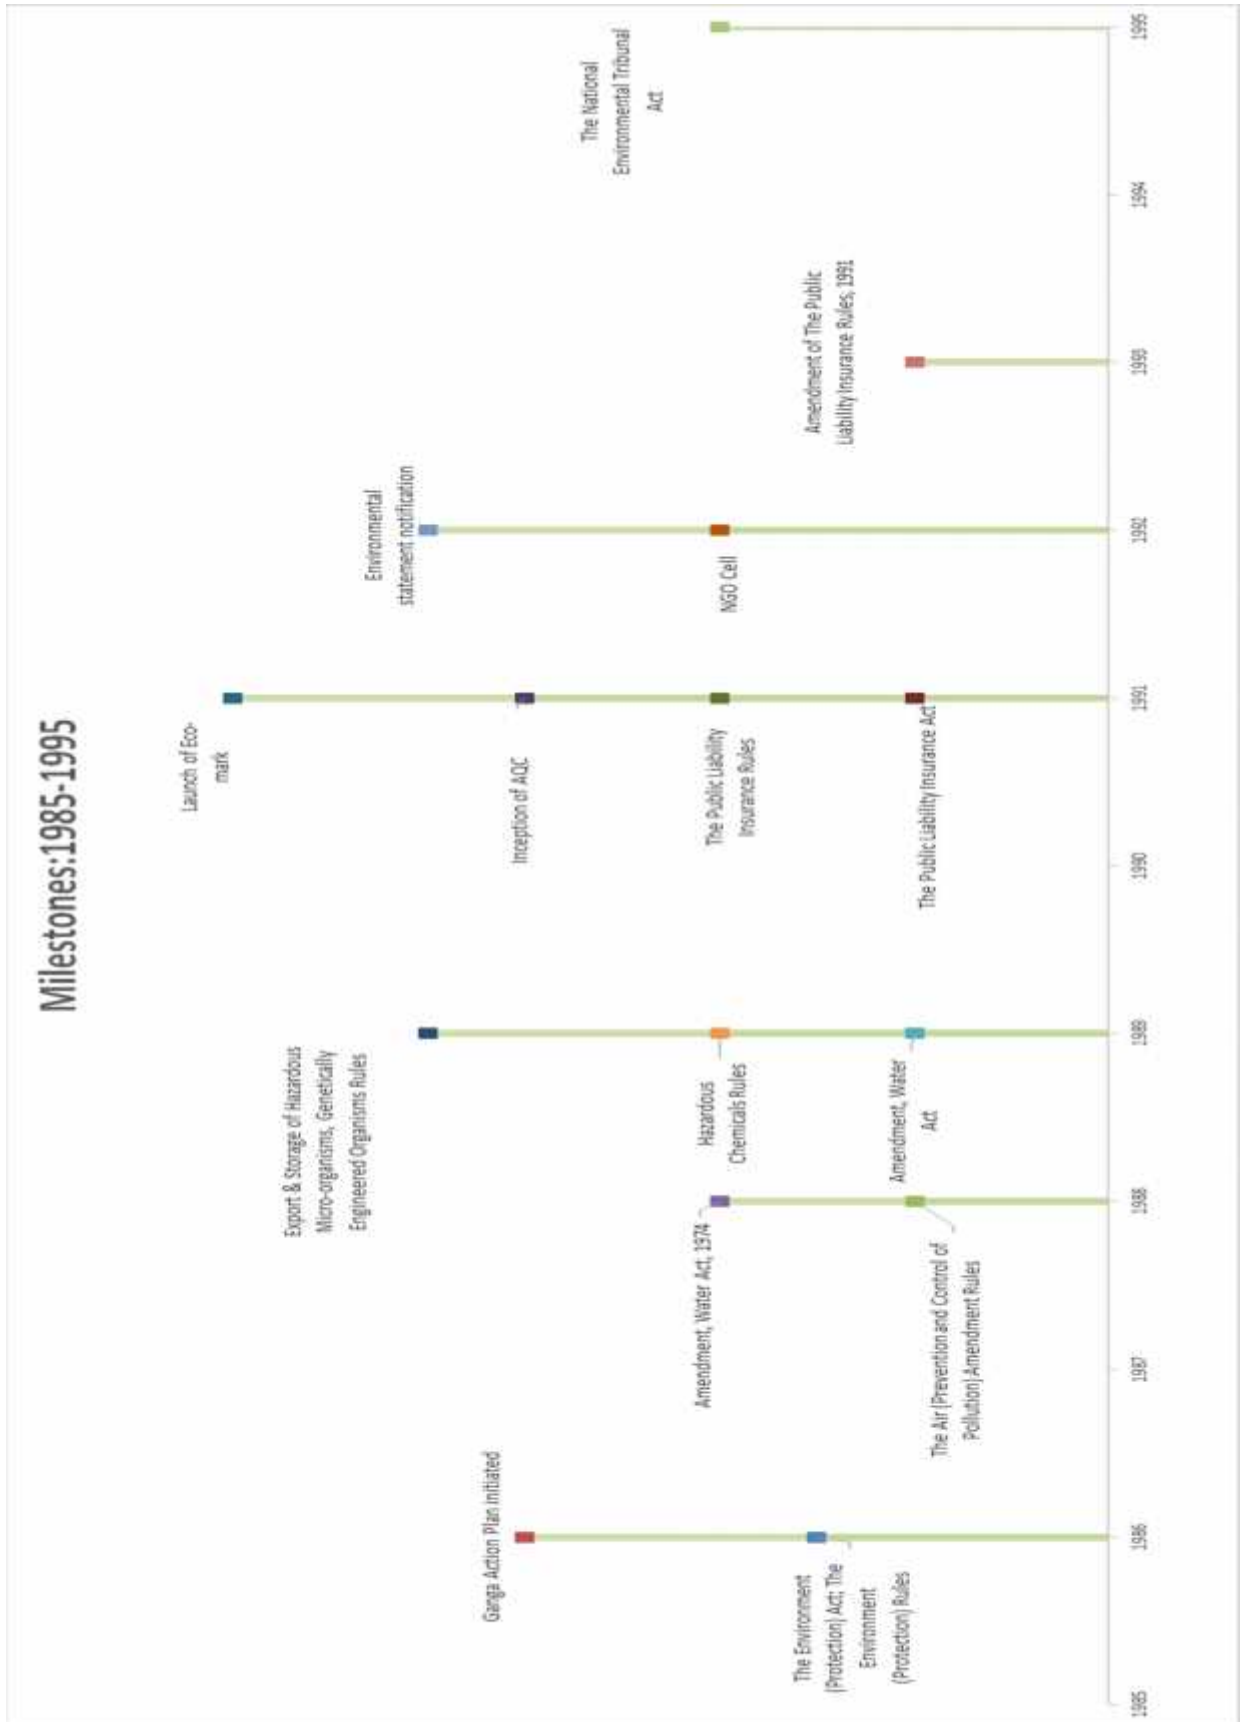 Milestones:1985-1995
Launch of Eco-
mark
Export & Storage of Hazardous
Micro-organisms, Genetically
Engineered Organisms Rules
Environmental
statement notification
Ganga Action Plan initiated
Inception of AQC
The National
Environmental Tribunal
Act
Amendment, Water Act, 1974
Hazardous
Chemicals Rules
The Public Liability
Insurance Rules
NGO Cell
The Environment
(Protection) Act; The
Environment
(Protection) Rules
Amendment of The Public
Liability Insurance Rules, 1991
Amendment, Water
Act
The Public Liability Insurance Act
The Air (Prevention and Control of
Pollution) Amendment Rules
1985
1986
1987
1988
1989
1990
1991
1992
1993
1994
1995